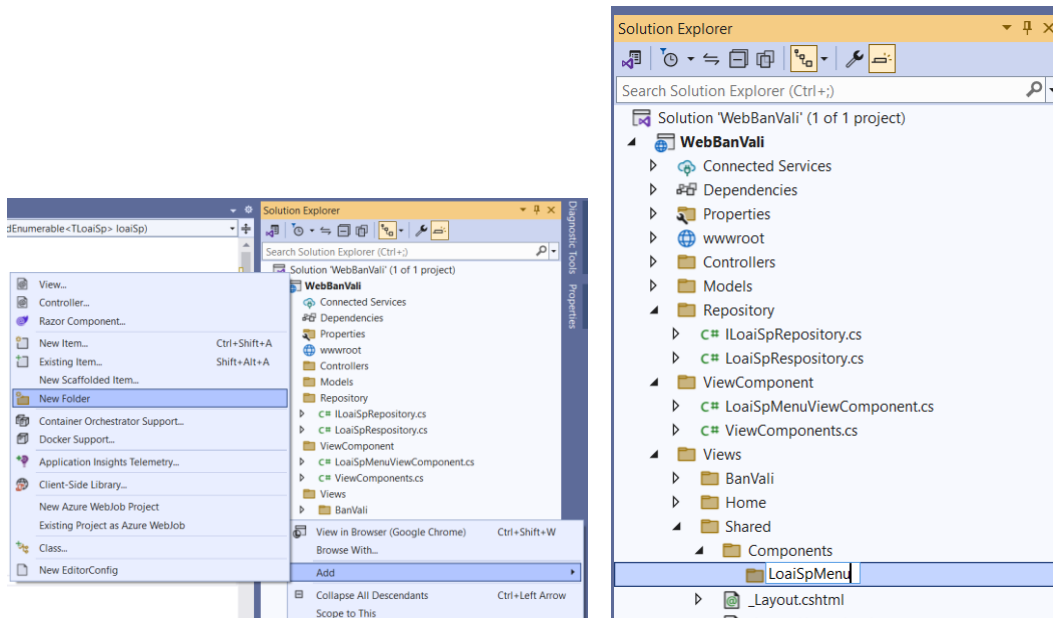 dEnumerable<TLoaiSp> loaiSp)
View...
Controller...
Razor Component...
New Item... Ctrl+Shift+A
Existing Item... Shift+Alt+A
New Scaffolded Item...
New Folder
Container Orchestrator Support...
Docker Support...
Application Insights Telemetry...
Client-Side Library...
New Azure WebJob Project
Existing Project as Azure WebJob
Class...
New EditorConfig
Solution Explorer
Search Solution Explorer (Ctrl+;)
Solution 'WebBanVali' (1 of 1 project)
WebBanVali
Connected Services
Dependencies
Properties
wwwroot
Controllers
Models
Repository
C# ILoaiSpRepository.cs
C# LoaiSpRespository.cs
ViewComponent
C# LoaiSpMenuViewComponent.cs
C# ViewComponents.cs
Views
BanVali
View in Browser (Google Chrome) Ctrl+Shift+W
Browse With...
Add
Collapse All Descendants Ctrl+Left Arrow
Scope to This
Diagnostic Tools
Properties
Solution Explorer
Search Solution Explorer (Ctrl+;)
Solution 'WebBanVali' (1 of 1 project)
WebBanVali
Connected Services
Dependencies
Properties
wwwroot
Controllers
Models
Repository
C# ILoaiSpRepository.cs
C# LoaiSpRespository.cs
ViewComponent
C# LoaiSpMenuViewComponent.cs
C# ViewComponents.cs
Views
BanVali
Home
Shared
Components
LoaiSpMenu
_Layout.cshtml